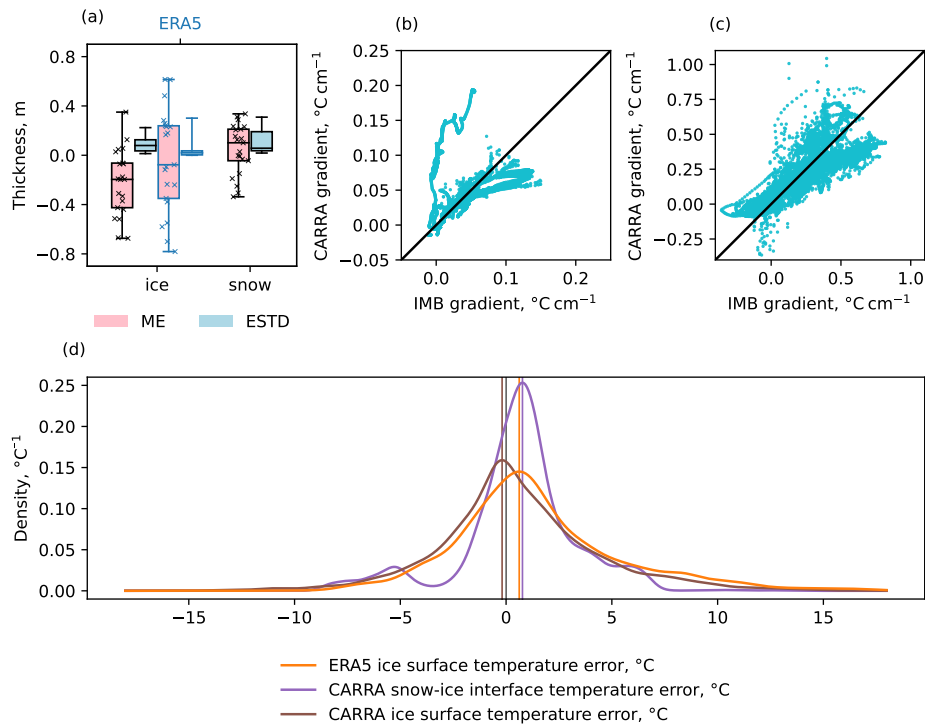 (a)
ERA5
Thickness, m
0.8
0.4
0.0
−0.4
−0.8
ice
snow
ME
ESTD
(b)
CARRA gradient, °C cm⁻¹
0.25
0.20
0.15
0.10
0.05
0.00
−0.05
0.0
0.1
0.2
IMB gradient, °C cm⁻¹
(c)
CARRA gradient, °C cm⁻¹
1.00
0.75
0.50
0.25
0.00
−0.25
0.0
0.5
1.0
IMB gradient, °C cm⁻¹
(d)
Density, °C⁻¹
0.25
0.20
0.15
0.10
0.05
0.00
−15
−10
−5
0
5
10
15
ERA5 ice surface temperature error, °C
CARRA snow-ice interface temperature error, °C
CARRA ice surface temperature error, °C